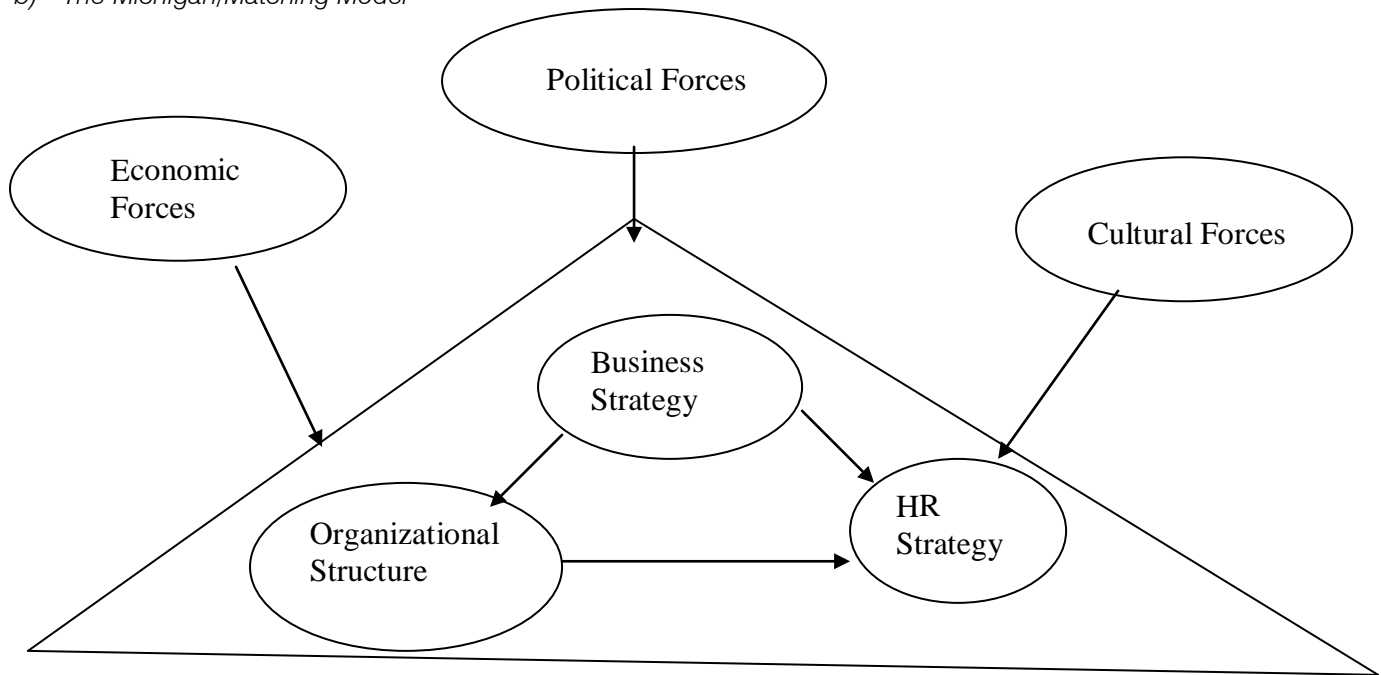 b) The Michigan/Matching Model
Political Forces
Economic
Forces
Cultural Forces
Business
Strategy
Organizational
Structure
HR
Strategy